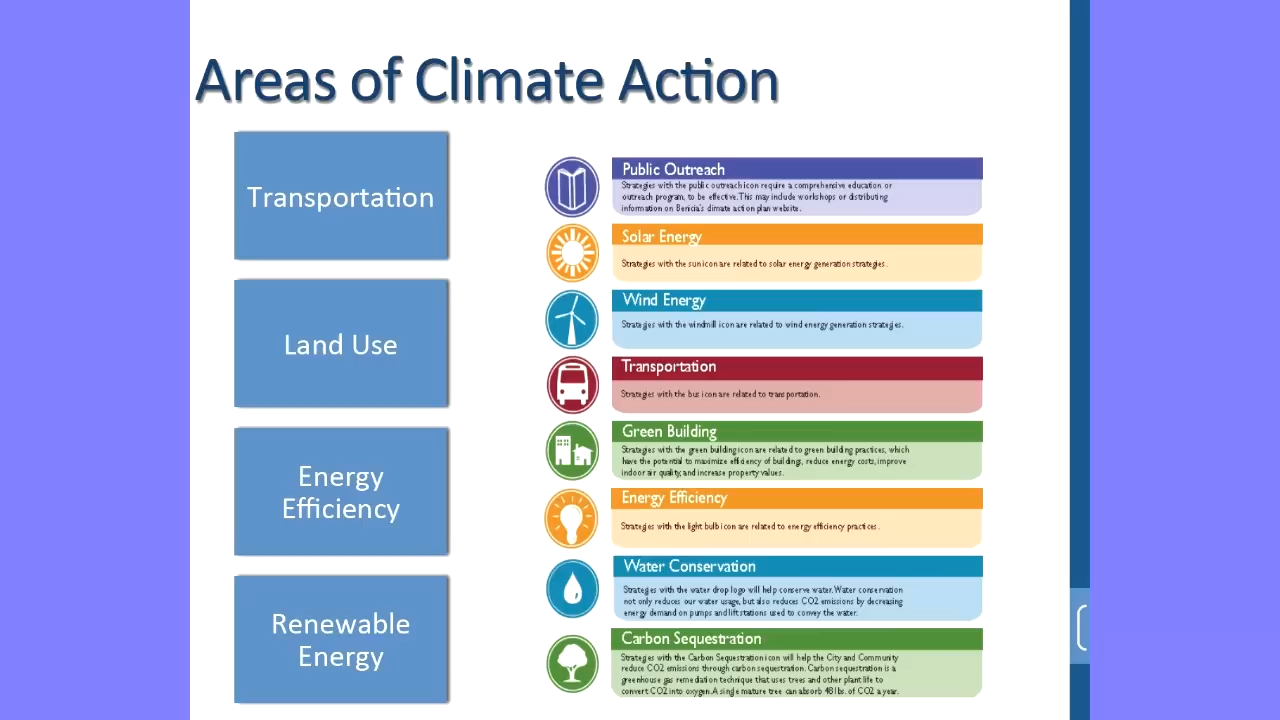 Areas of Climate Action
Transportation
Land Use
Energy
Efficiency
Renewable
Energy
Public Outreach
Strategies with the public outreach icon require a comprehensive education or
outreach program, to be effective. This may include workshops or distributing
information on Benicia's climate action plan website.
Solar Energy
Strategies with the sun icon are related to solar energy generation strategies.
Wind Energy
Strategies with the windmill icon are related to wind energy generation strategies.
Transportation
Strategies with the bus icon are related to transportation.
Green Building
Strategies with the green building icon are related to green building practices, which
have the potential to maximize efficiency of buildings, reduce energy costs, improve
indoor air quality, and increase property values.
Energy Efficiency
Strategies with the light bulb icon are related to energy efficiency practices.
Water Conservation
Strategies with the water drop logo will help conserve water. Water conservation
not only reduces our water usage, but also reduces CO2 emissions by decreasing
energy demand on pumps and lift stations used to convey the water.
Carbon Sequestration
Strategies with the Carbon Sequestration icon will help the City and Community
reduce CO2 emissions through carbon sequestration. Carbon sequestration is a
greenhouse gas remediation technique that uses trees and other plant life to
convert CO2 into oxygen. A single mature tree can absorb 48 lbs. of CO2 a year.